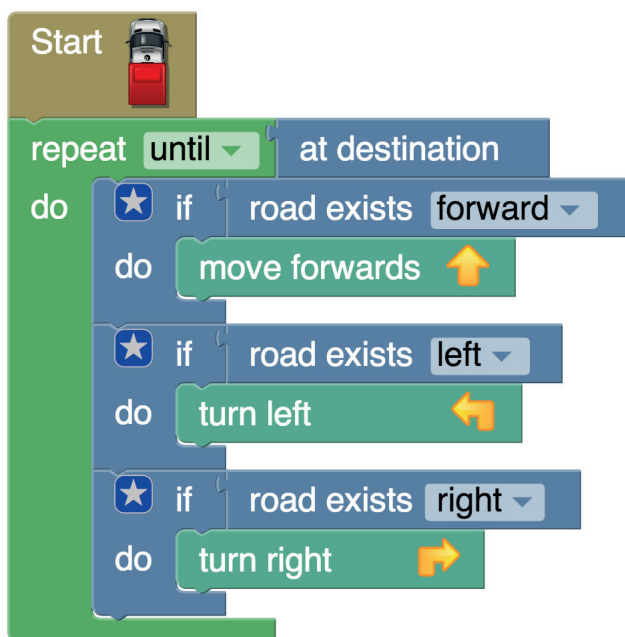 Start
repeat until at destination
do if road exists forward
do move forwards
if road exists left
do turn left
if road exists right
do turn right